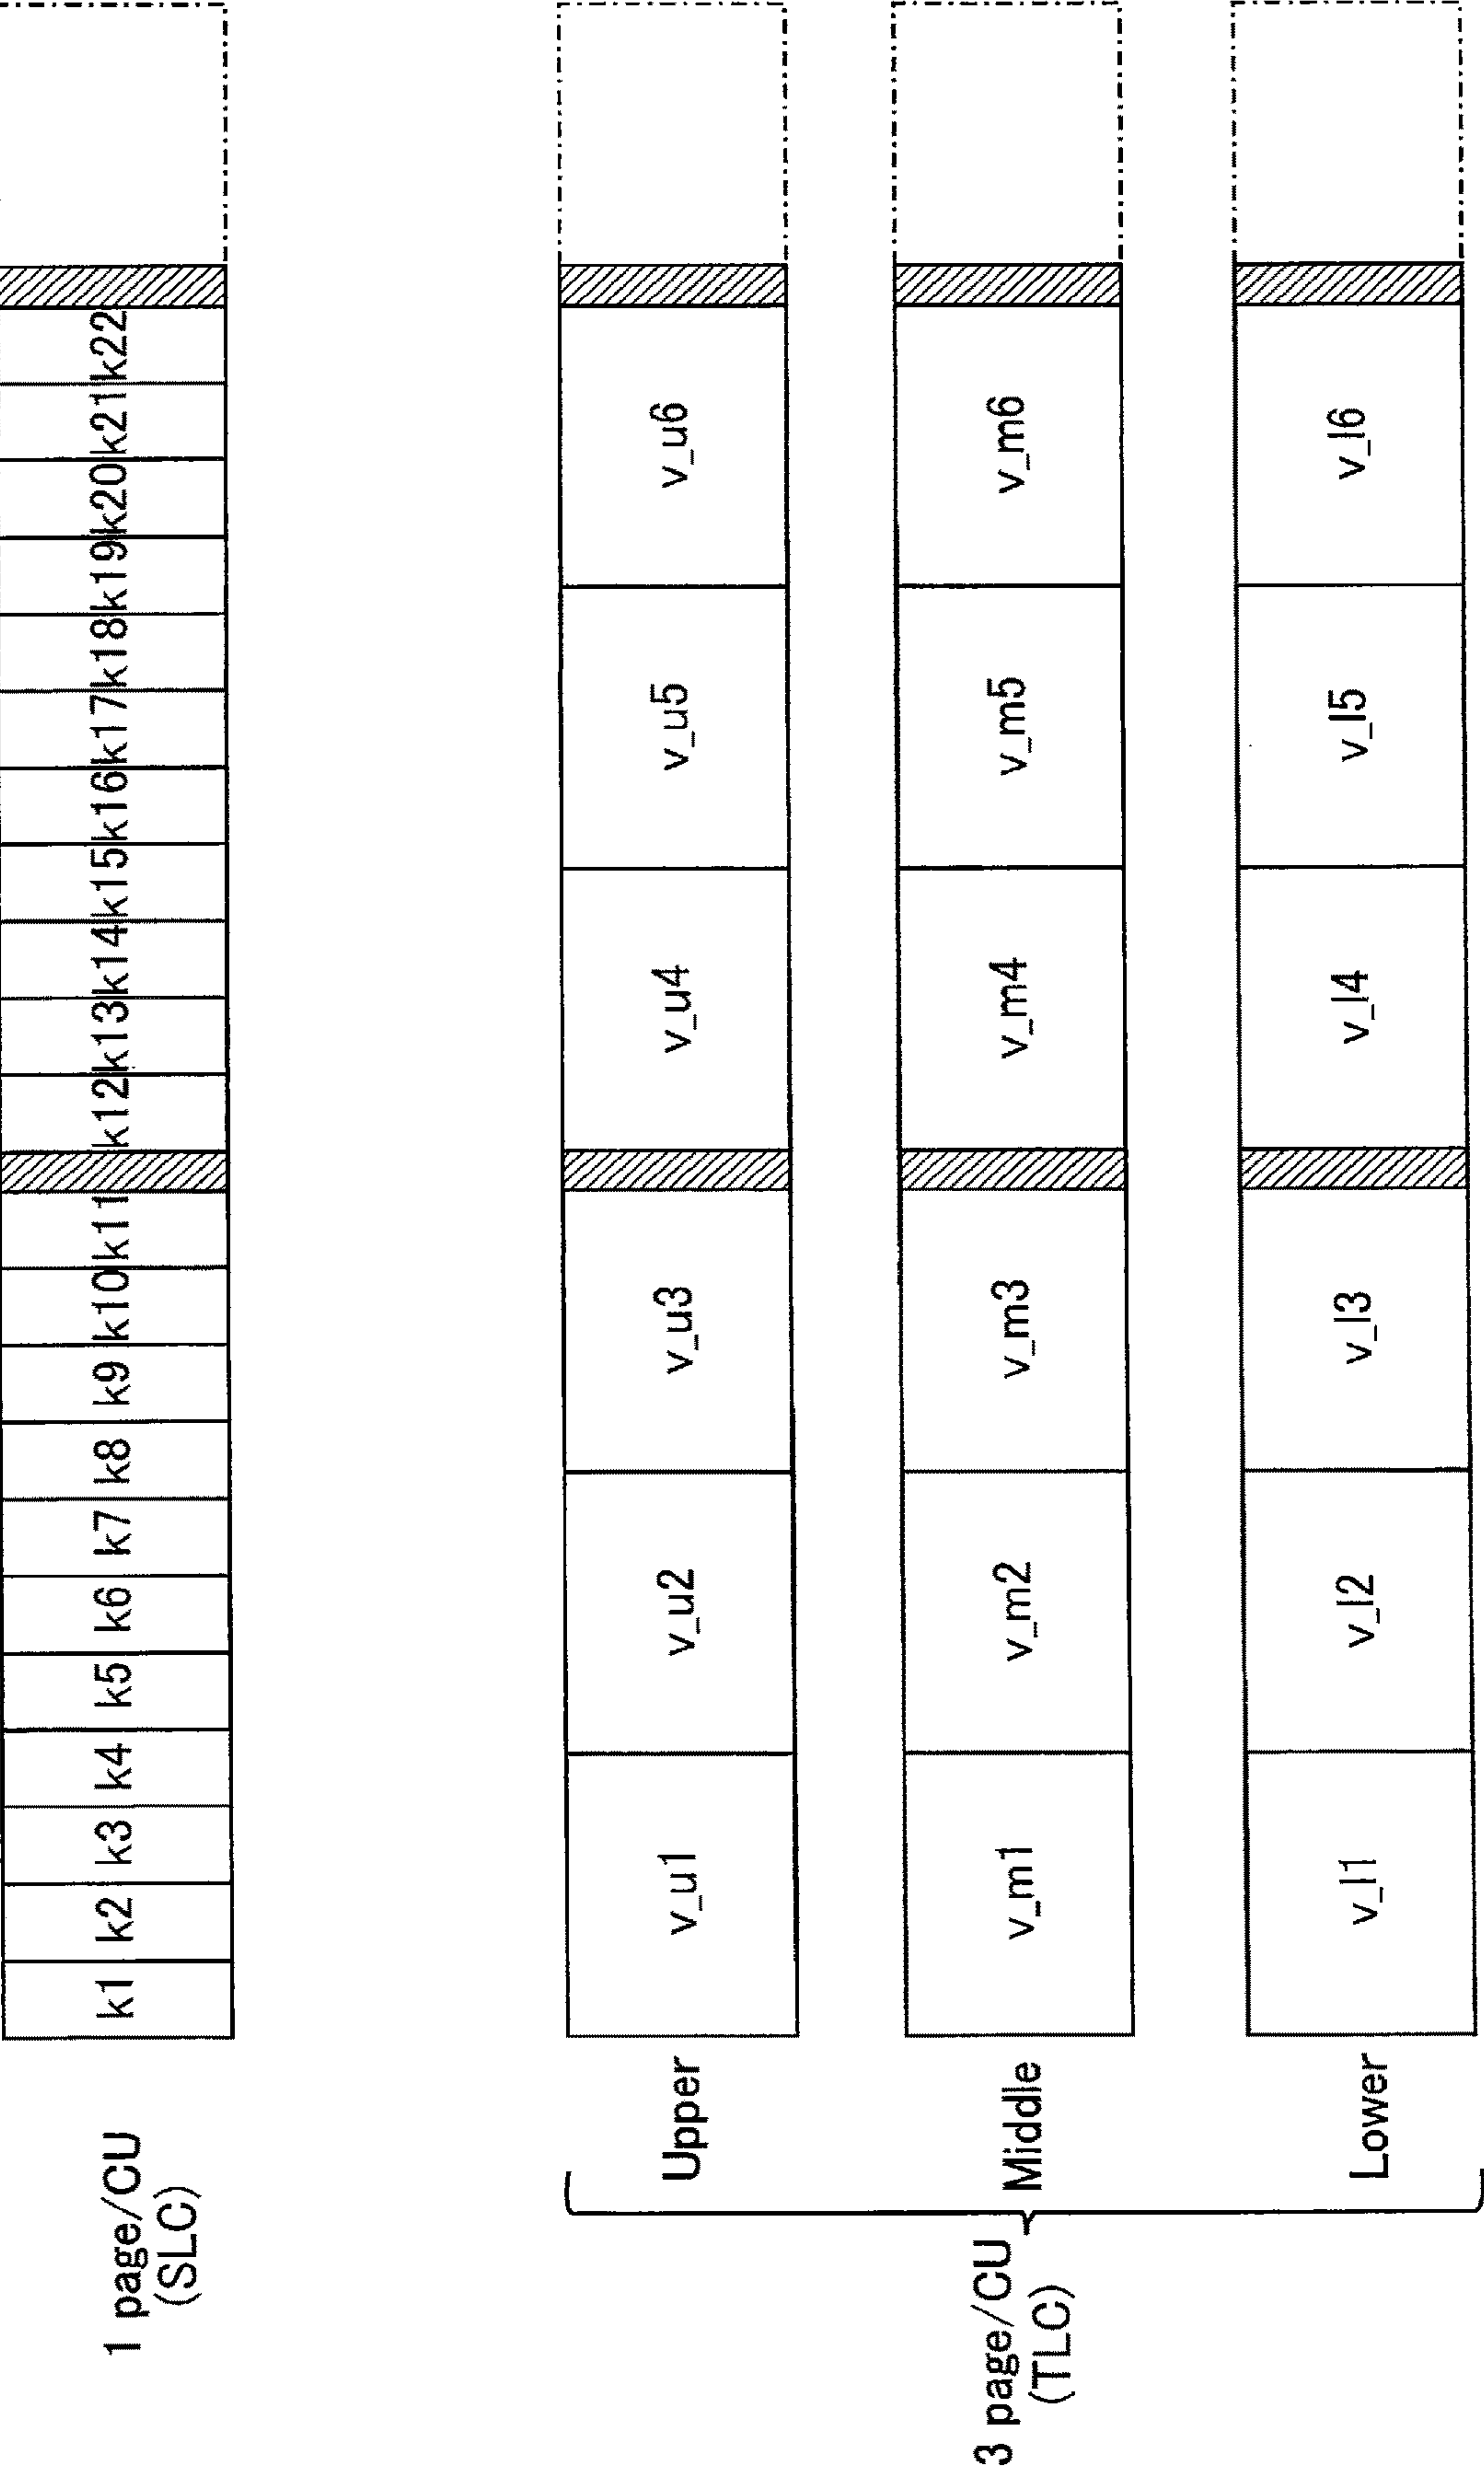 1 page/CU
(SLC)
k1 k2 k3 k4 k5 k6 k7 k8 k9 k10 k11 k12 k13 k14 k15 k16 k17 k18 k19 k20 k21 k22
3 page/CU
(TLC)
Upper
v_u1 v_u2 v_u3 v_u4 v_u5 v_u6
Middle
v_m1 v_m2 v_m3 v_m4 v_m5 v_m6
Lower
v_l1 v_l2 v_l3 v_l4 v_l5 v_l6